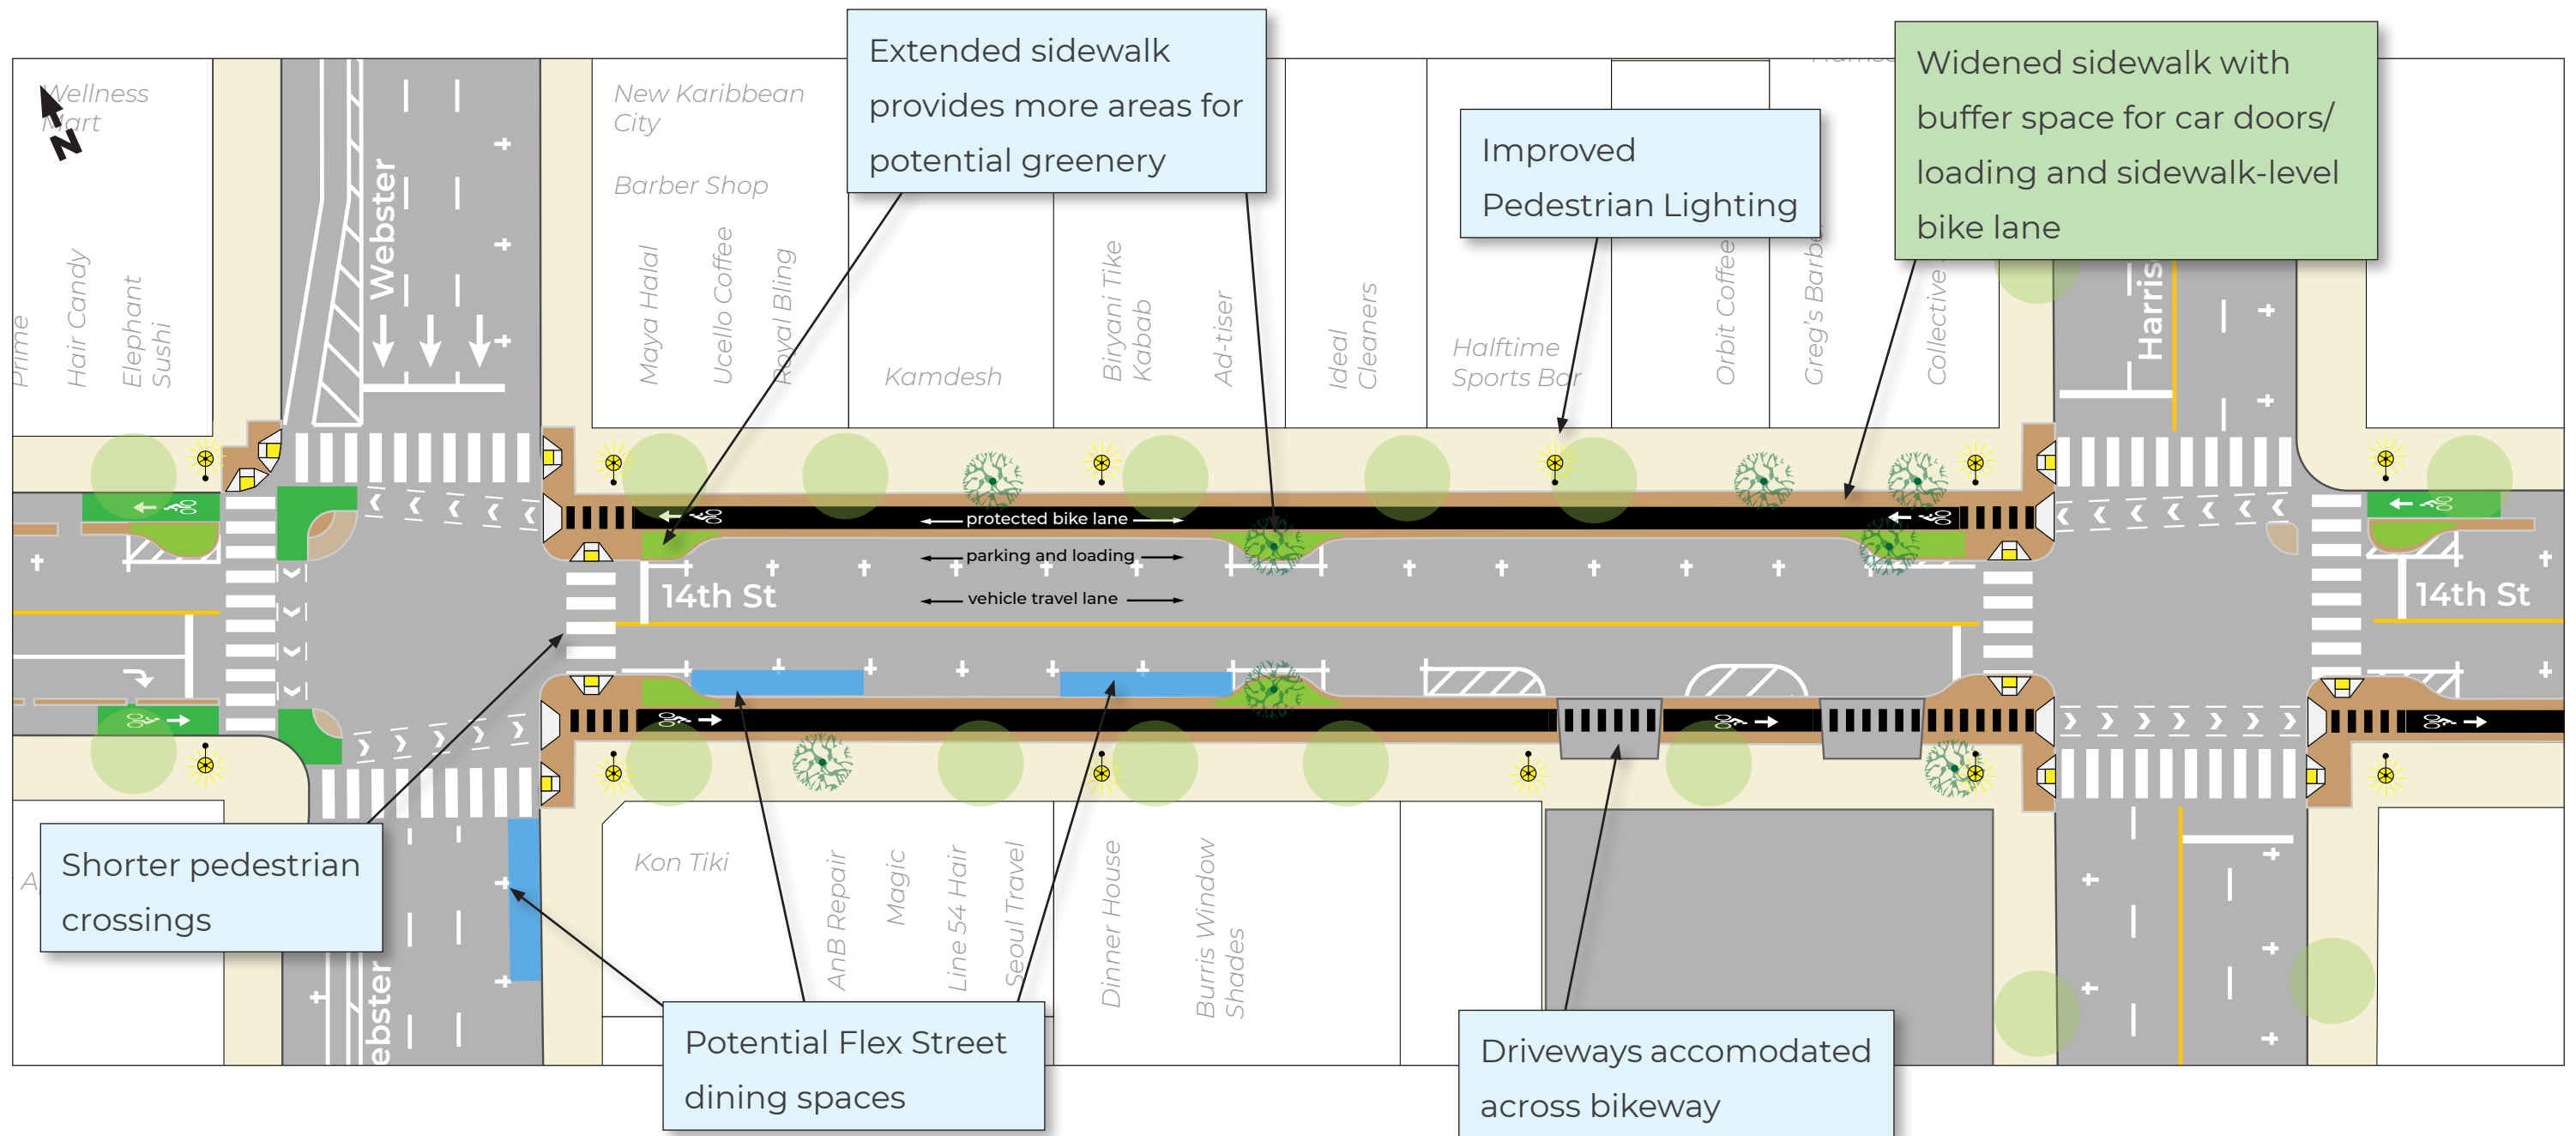 Extended sidewalk
provides more areas for
potential greenery
Widened sidewalk with
buffer space for car doors/
loading and sidewalk-level
bike lane
Improved
Pedestrian Lighting
Wellness
Mart
N
Prime
Hair Candy
Elephant
Sushi
Webster
New Karibbean
City
Barber Shop
Maya Halal
Ucello Coffee
Royal Bling
Kamdesh
Biryani Tike
Kabab
Ad-tiser
Ideal
Cleaners
Halftime
Sports Bar
Orbit Coffee
Greg's Barbe
Collective
Harris
protected bike lane
parking and loading
14th St
vehicle travel lane
14th St
Shorter pedestrian
crossings
A
ebster
Kon Tiki
AnB Repair
Magic
Line 54 Hair
Seoul Travel
Dinner House
Burris Window
Shades
Potential Flex Street
dining spaces
Driveways accomodated
across bikeway